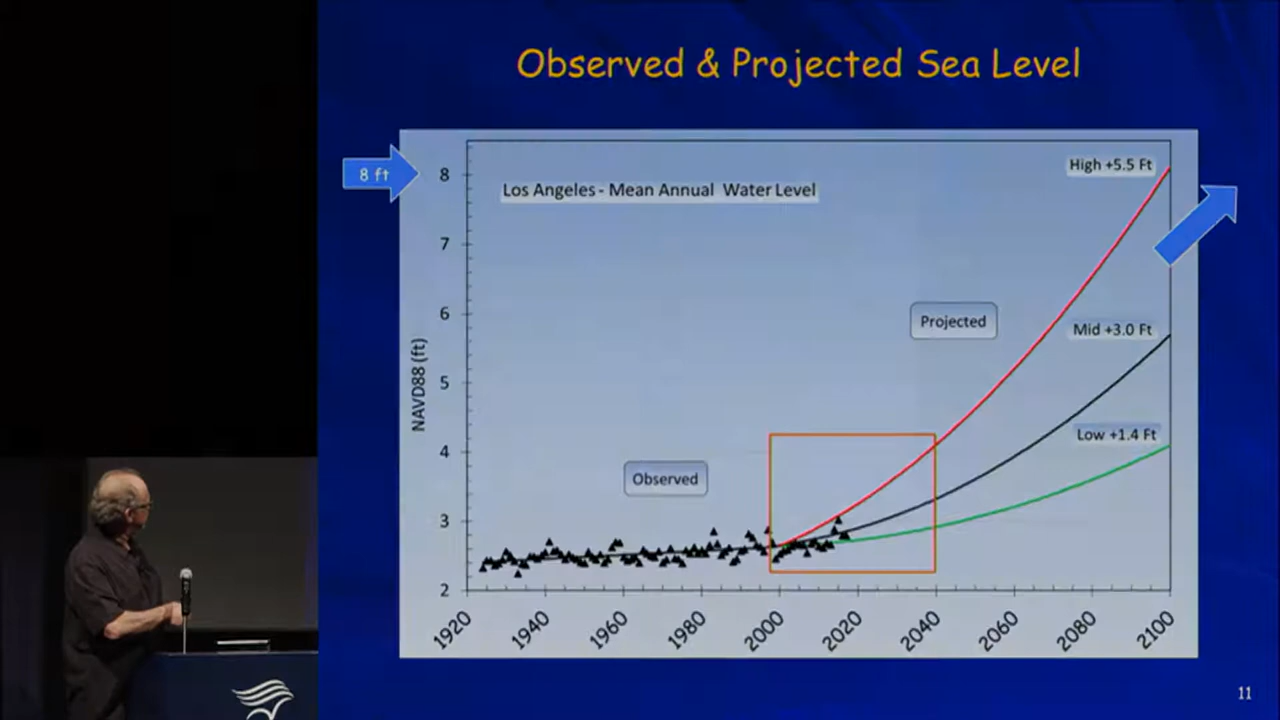 Observed & Projected Sea Level
8 ft
8
7
6
5
4
3
2
NAVD88 (ft)
Los Angeles - Mean Annual Water Level
High +5.5 Ft
Projected
Mid +3.0 Ft
Low +1.4 Ft
Observed
1920
1940
1960
1980
2000
2020
2040
2060
2080
2100
11